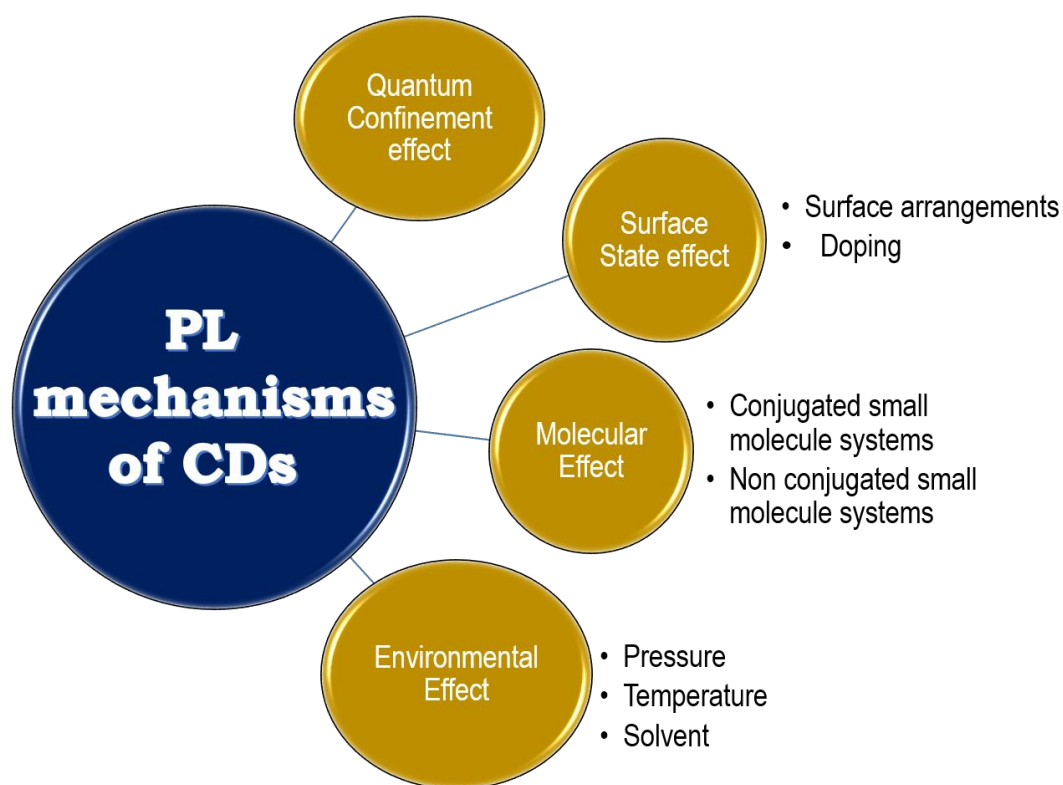 Quantum
Confinement
effect
Surface
State effect
• Surface arrangements
• Doping
PL
mechanisms
of CDs
Molecular
Effect
• Conjugated small
molecule systems
• Non conjugated small
molecule systems
Environmental
Effect
• Pressure
• Temperature
• Solvent